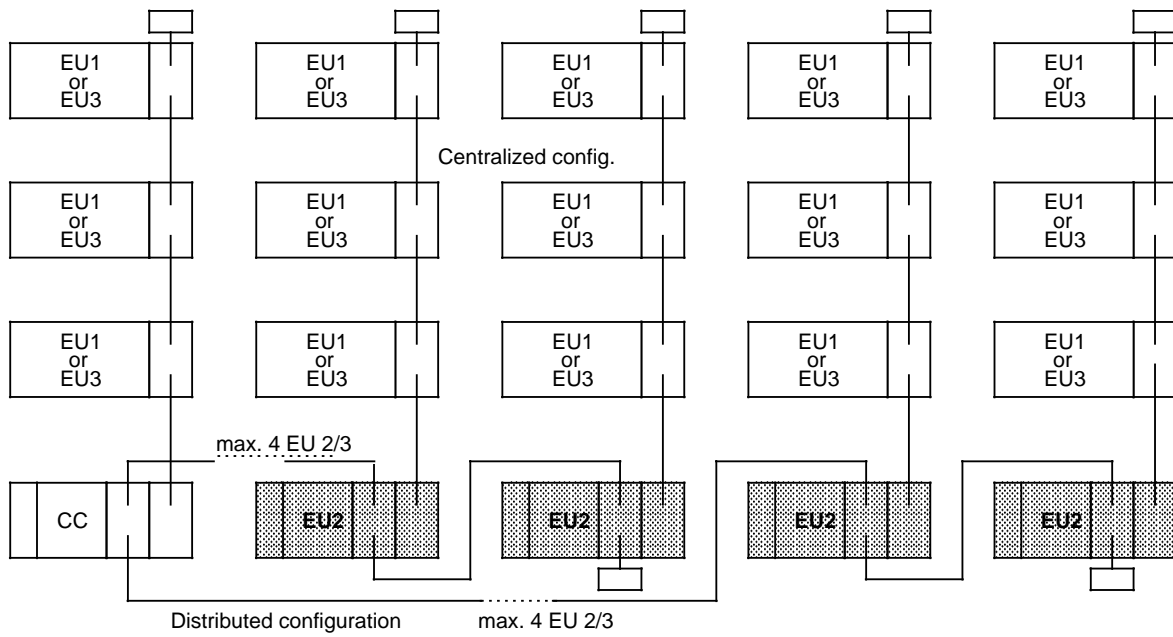 EU1
or
EU3
EU1
or
EU3
EU1
or
EU3
EU1
or
EU3
EU1
or
EU3
Centralized config.
EU1
or
EU3
EU1
or
EU3
EU1
or
EU3
EU1
or
EU3
EU1
or
EU3
EU1
or
EU3
EU1
or
EU3
EU1
or
EU3
EU1
or
EU3
EU1
or
EU3
max. 4 EU 2/3
CC
EU2
EU2
EU2
EU2
Distributed configuration
max. 4 EU 2/3